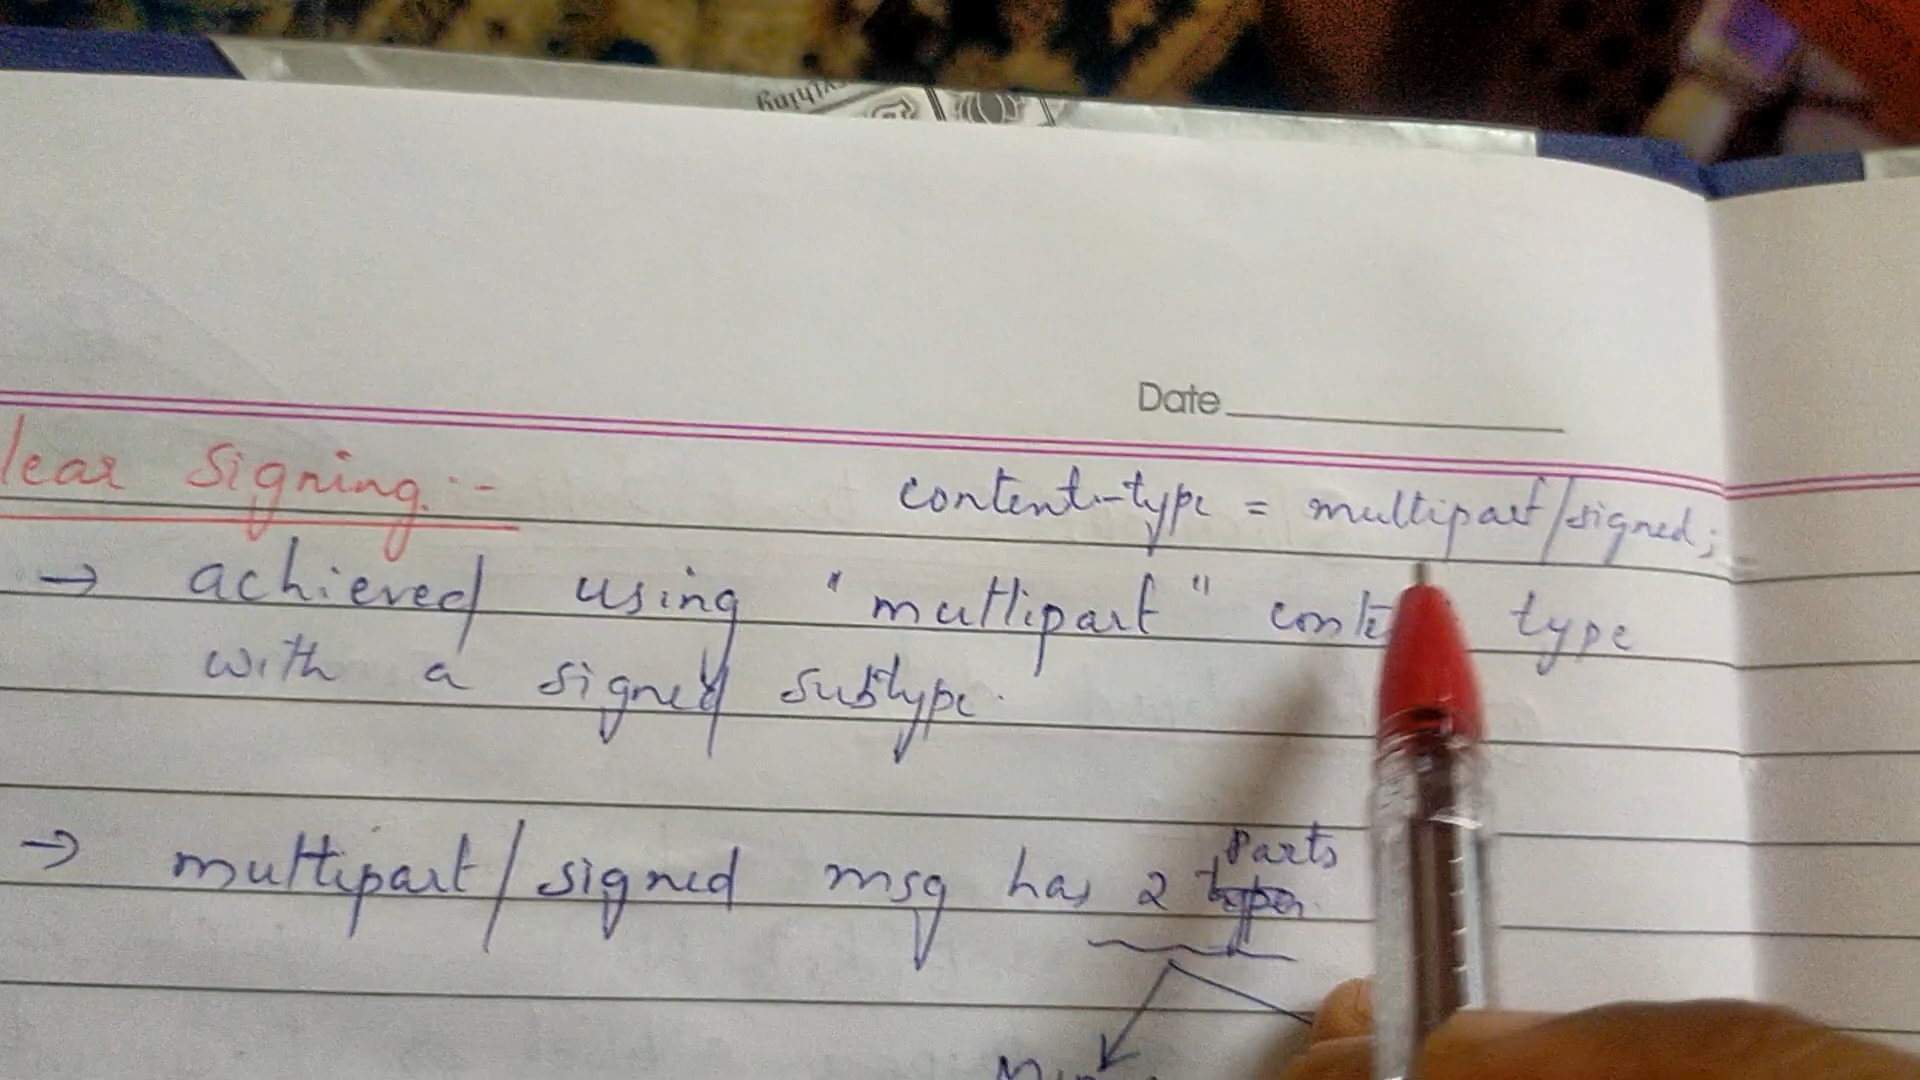 Date
lear Signing :-
content-type = multipart/signed;
→ achieved using "multipart" conte type
with a signed subtype.
→ multipart/signed msg has 2 parts